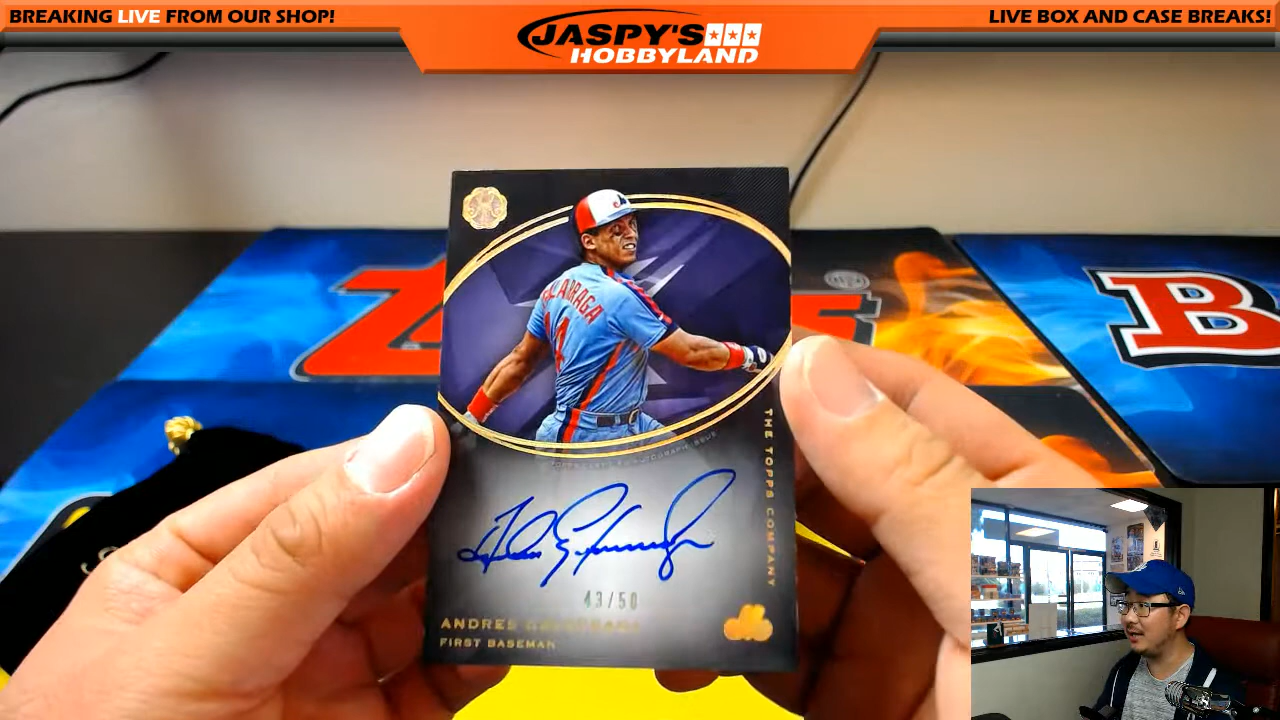 BREAKING LIVE FROM OUR SHOP!
JASPY'S
HOBBYLAND
LIVE BOX AND CASE BREAKS!
14
B
THE TOPPS COMPANY
43/50
ANDRES
FIRST BASEMAN